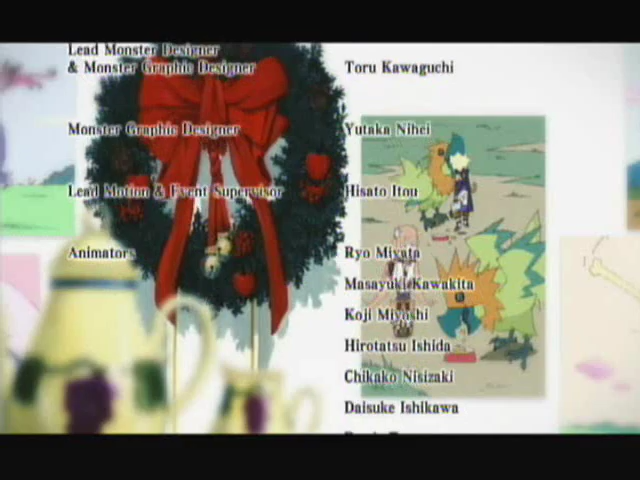 Lead Monster Designer
& Monster Graphic Designer Toru Kawaguchi
Monster Graphic Designer Yutaka Nihei
Lead Motion & Event Supervisor Hisato Itou
Animators Ryo Miyata
Masayuki Kawakita
Koji Miyoshi
Hirotatsu Ishida
Chikako Nisizaki
Daisuke Ishikawa